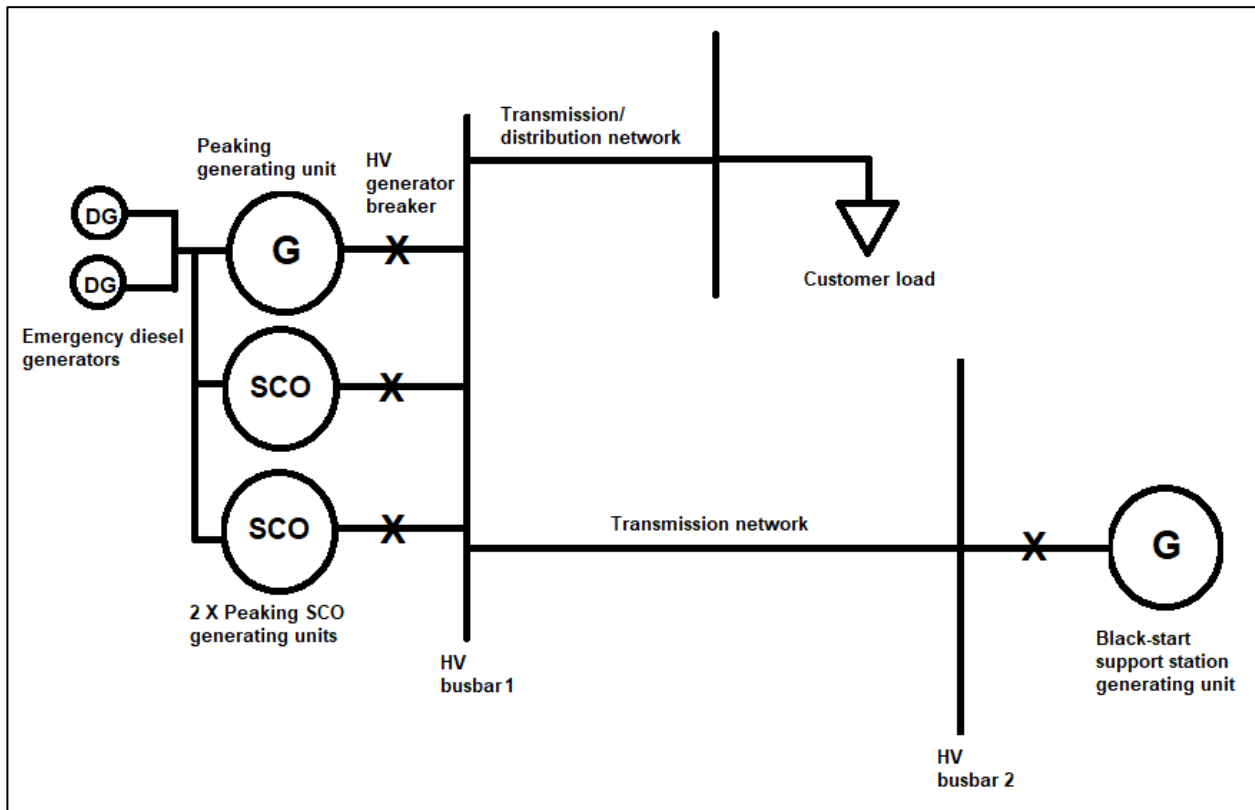 Transmission/
distribution network
Peaking
generating unit
HV
generator
breaker
DG
G
X
DG
Customer load
Emergency diesel
generators
SCO
X
SCO
X
Transmission network
X
G
2 X Peaking SCO
generating units
HV
busbar 1
Black-start
support station
generating unit
HV
busbar 2